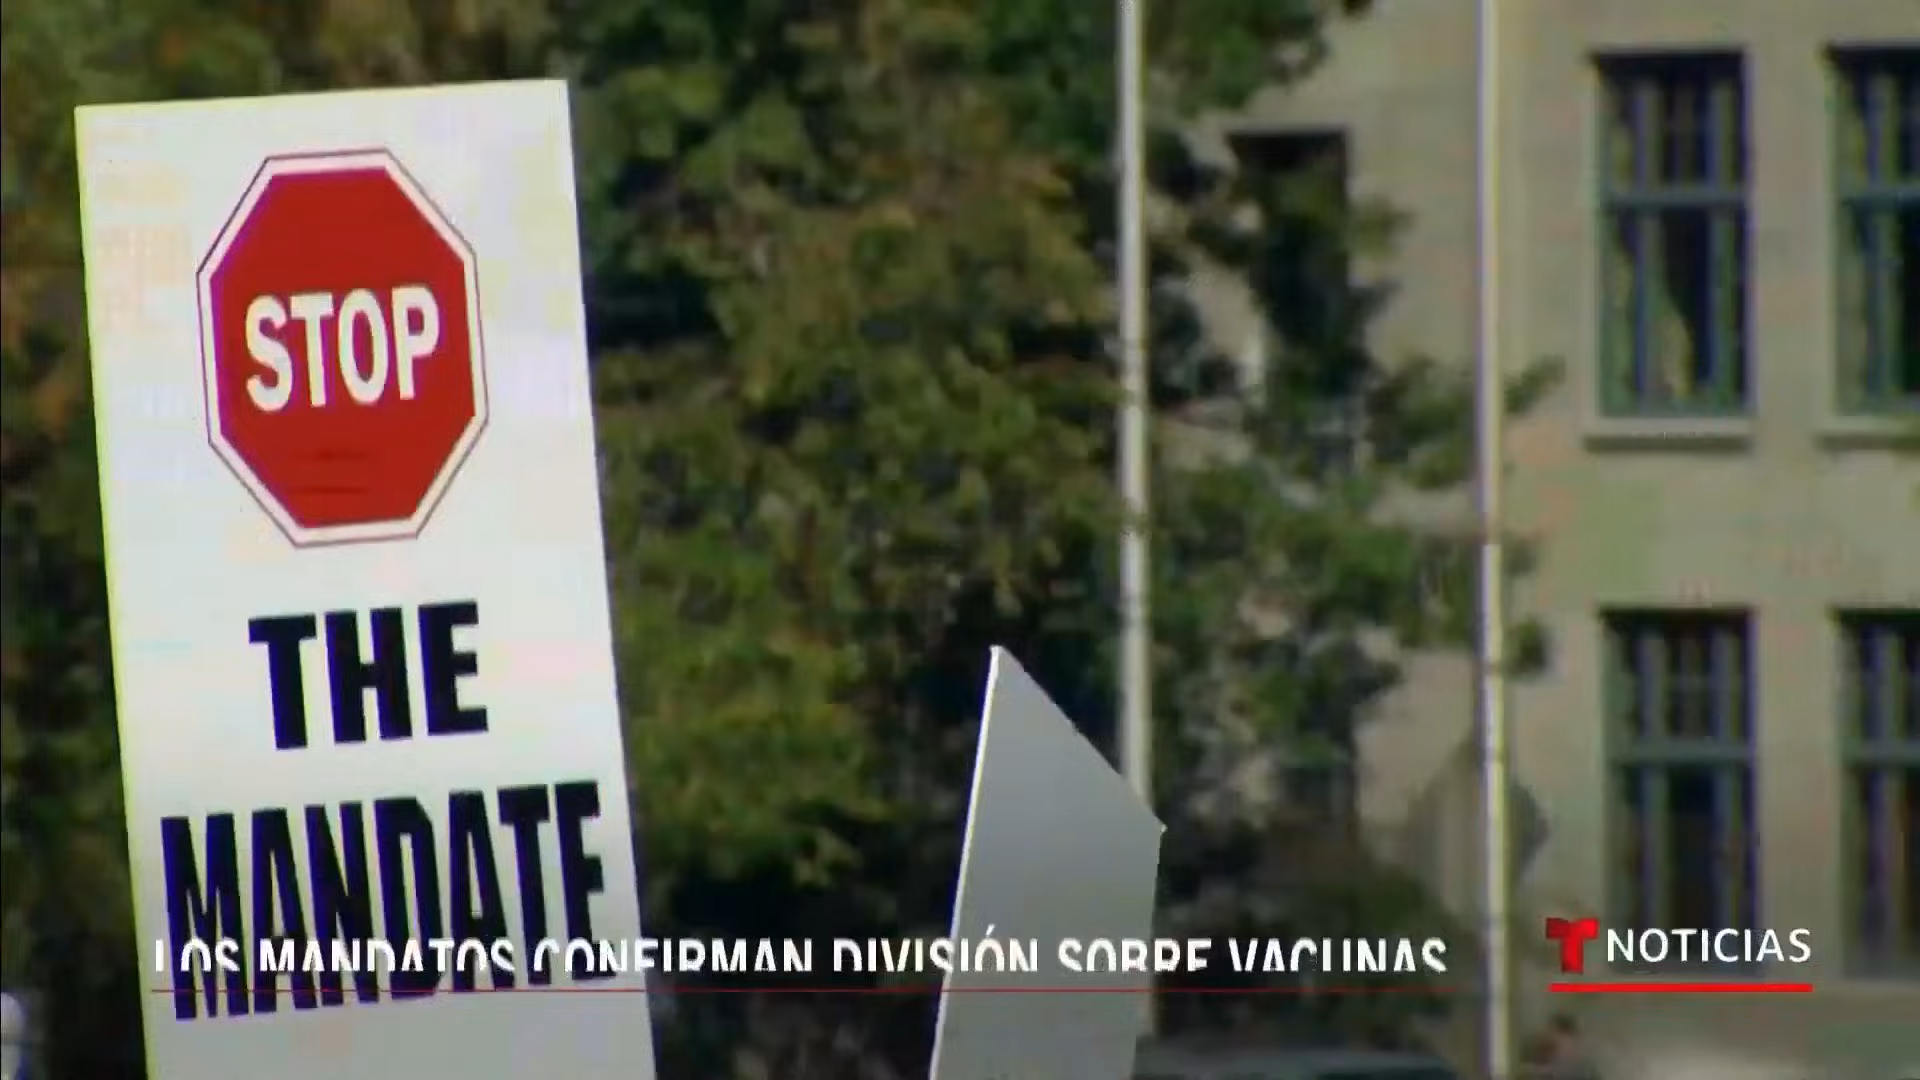 STOP
THE
MANDATE
LOS MANDATOS CONFIRMAN DIVISIÓN SOBRE VACUNAS
NOTICIAS